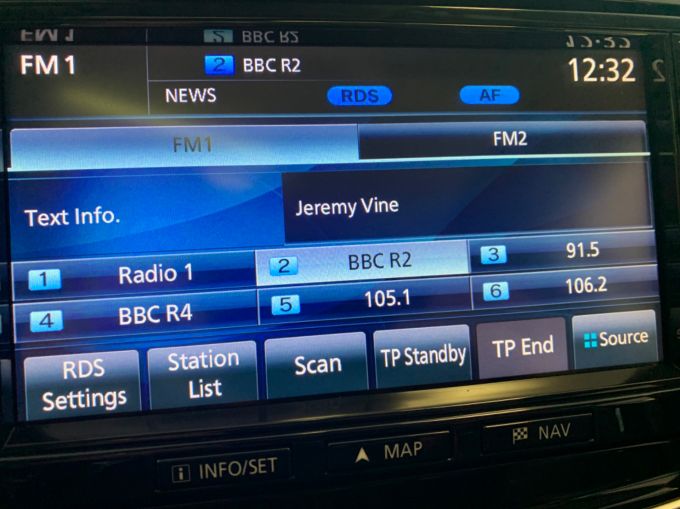 FM 1
2 BBC R2
12:32
NEWS
RDS
AF
FM1
FM2
Text Info.
Jeremy Vine
1 Radio 1
2 BBC R2
3 91.5
4 BBC R4
5 105.1
6 106.2
RDS
Settings
Station
List
Scan
TP Standby
TP End
Source
i INFO/SET
MAP
NAV